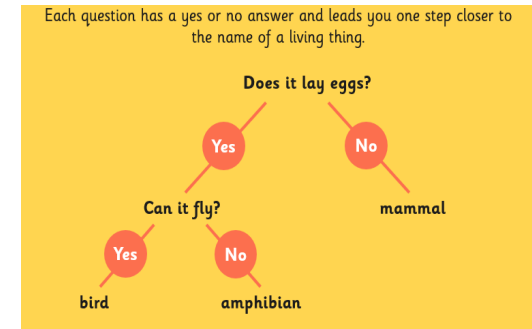 Each question has a yes or no answer and leads you one step closer to
the name of a living thing.
Does it lay eggs?
Yes
No
Can it fly?
mammal
Yes
No
bird
amphibian